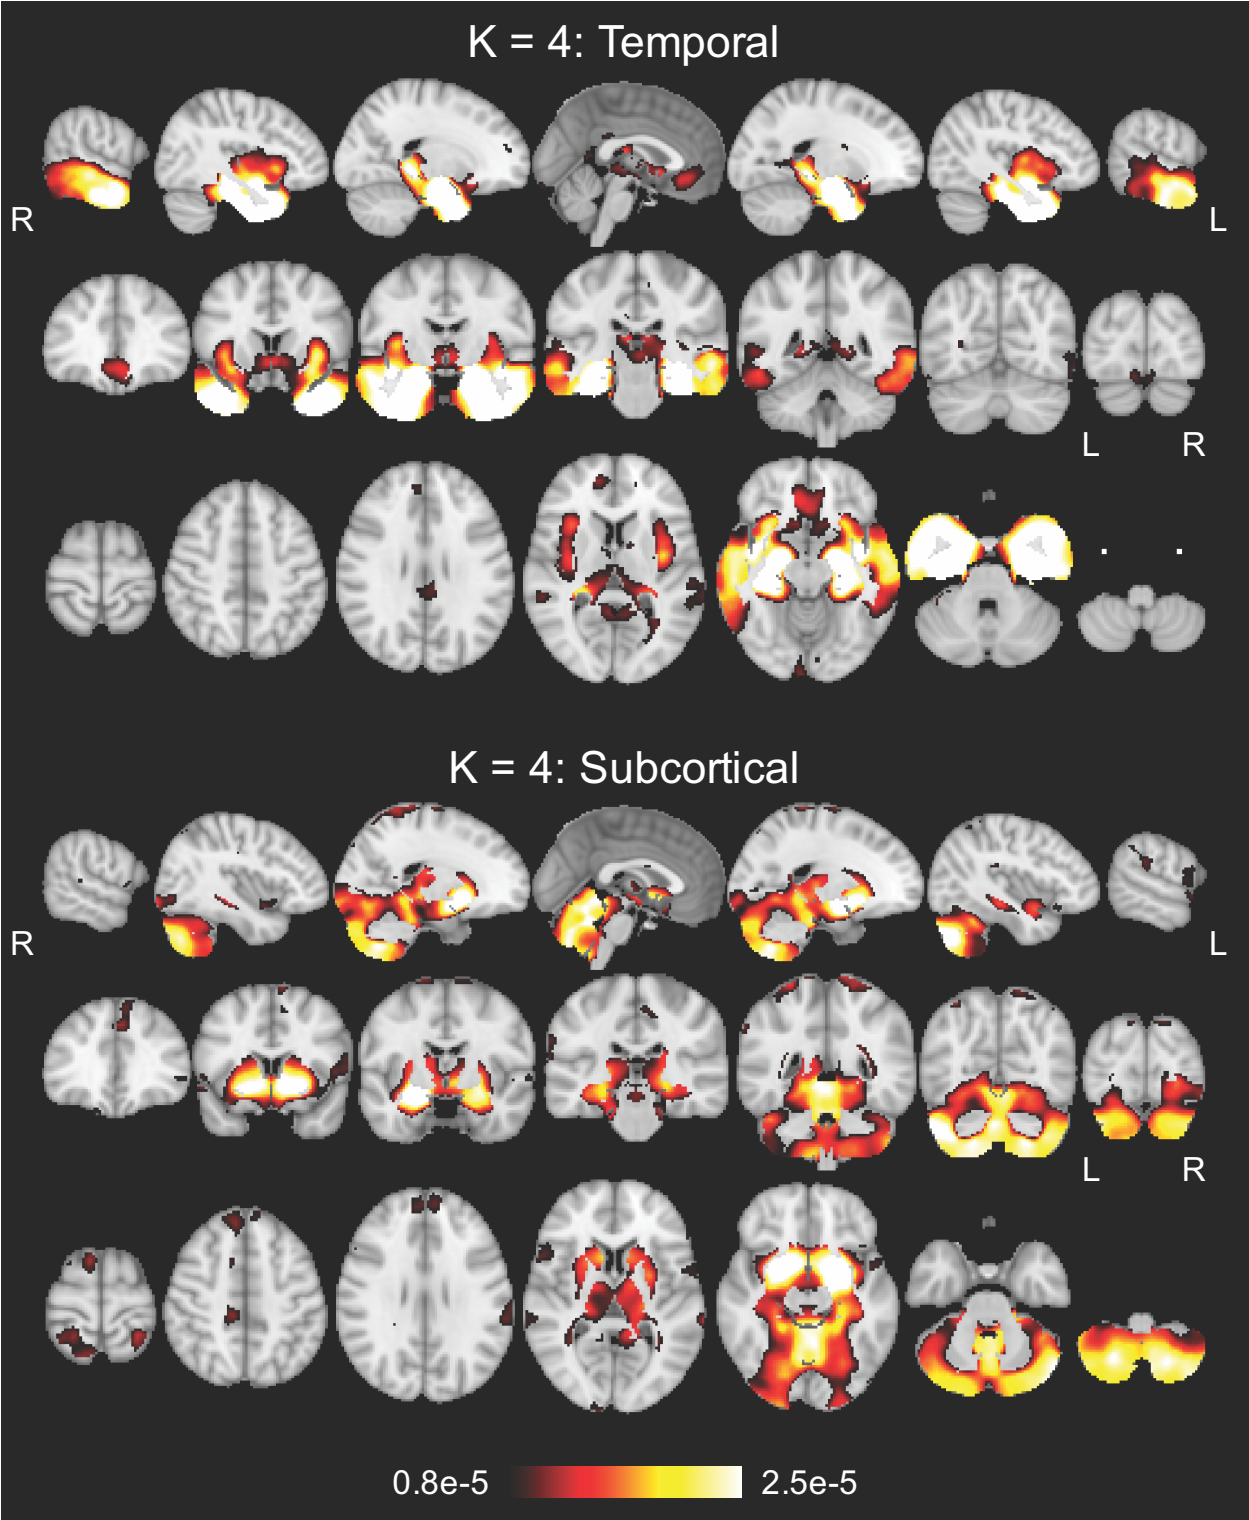 K = 4: Temporal
R
L
L R
K = 4: Subcortical
R
L
L R
0.8e-5 2.5e-5